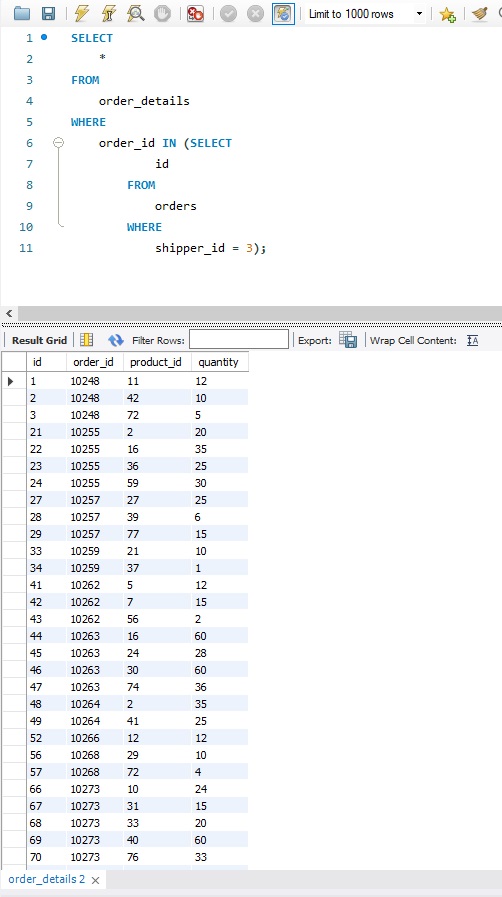 Limit to 1000 rows
1 SELECT
2 *
3 FROM
4 order_details
5 WHERE
6 order_id IN (SELECT
7 id
8 FROM
9 orders
10 WHERE
11 shipper_id = 3);
Result Grid Filter Rows: Export: Wrap Cell Content:
id order_id product_id quantity
1 10248 11 12
2 10248 42 10
3 10248 72 5
21 10255 2 20
22 10255 16 35
23 10255 36 25
24 10255 59 30
27 10257 27 25
28 10257 39 6
29 10257 77 15
33 10259 21 10
34 10259 37 1
41 10262 5 12
42 10262 7 15
43 10262 56 2
44 10263 16 60
45 10263 24 28
46 10263 30 60
47 10263 74 36
48 10264 2 35
49 10264 41 25
52 10266 12 12
56 10268 29 10
57 10268 72 4
66 10273 10 24
67 10273 31 15
68 10273 33 20
69 10273 40 60
70 10273 76 33
order_details 2